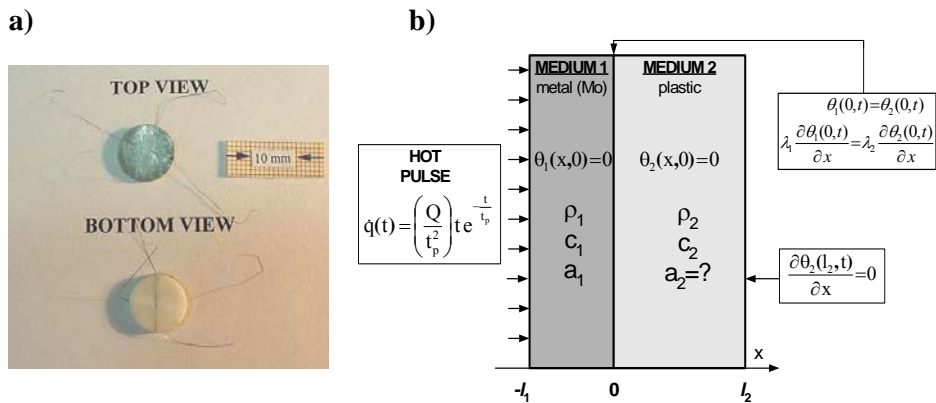 a)
TOP VIEW
10 mm
BOTTOM VIEW
b)
HOT
PULSE
q̇(t) = (Q/t_p²) t e^(-t/t_p)
MEDIUM 1
metal (Mo)
θ₁(x,0)=0
ρ₁
c₁
a₁
MEDIUM 2
plastic
θ₂(x,0)=0
ρ₂
c₂
a₂=?
θ₁(0,t)=θ₂(0,t)
λ₁ ∂θ₁(0,t)/∂x = λ₂ ∂θ₂(0,t)/∂x
∂θ₂(l₂,t)/∂x = 0
x
-l₁ 0 l₂